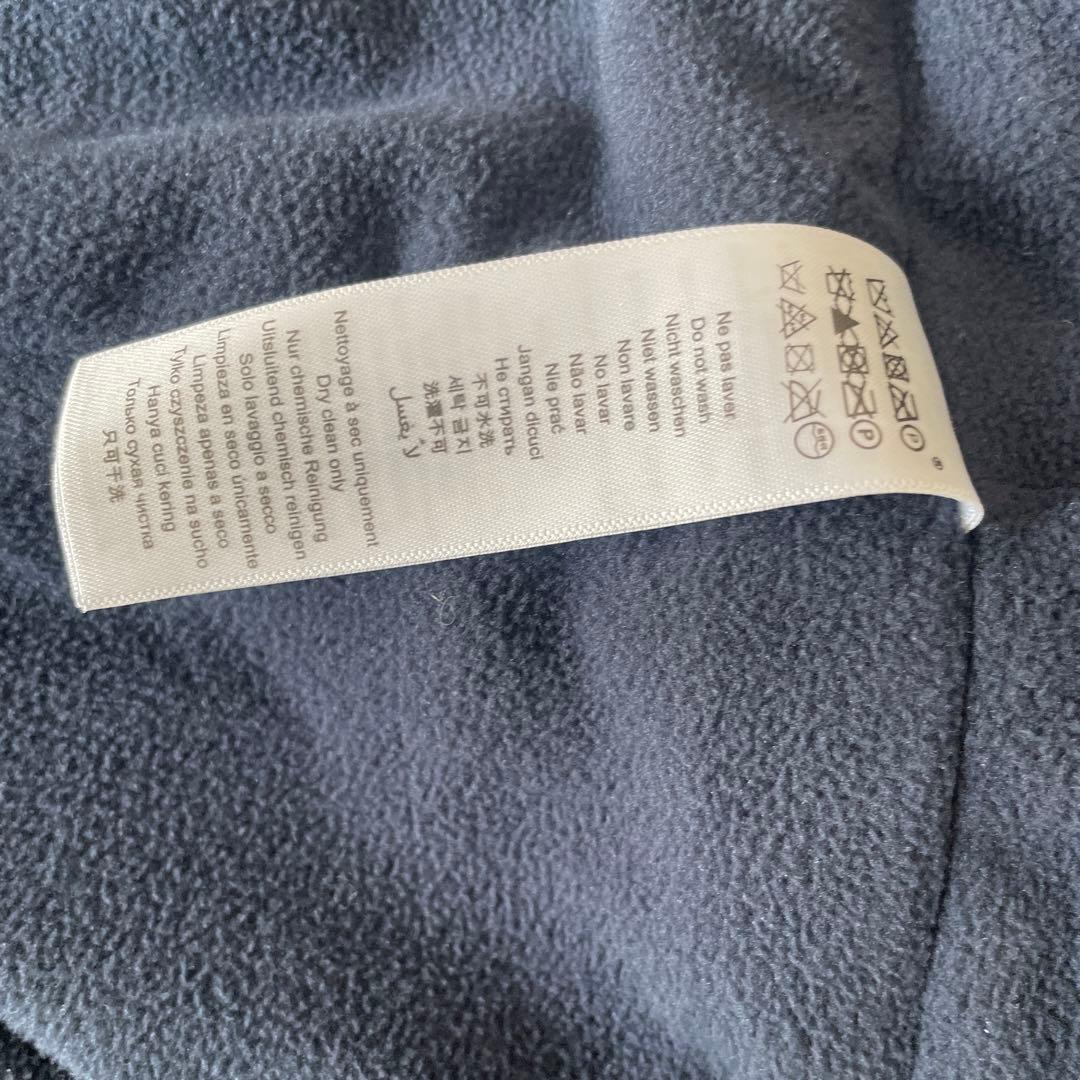 P
®
P
Ne pas laver
Do not wash
Nicht waschen
Niet wassen
Non lavare
No lavar
Não lavar
Nie prać
Jangan dicuci
Не стирать
不可水洗
세탁 금지
洗濯不可
لا يغسل
Nettoyage à sec uniquement
Dry clean only
Nur chemische Reinigung
Uitsluitend chemisch reinigen
Solo lavaggio a secco
Limpieza en seco únicamente
Limpeza apenas a seco
Tylko czyszczenie na sucho
Hanya cuci kering
Только сухая чистка
只可干洗